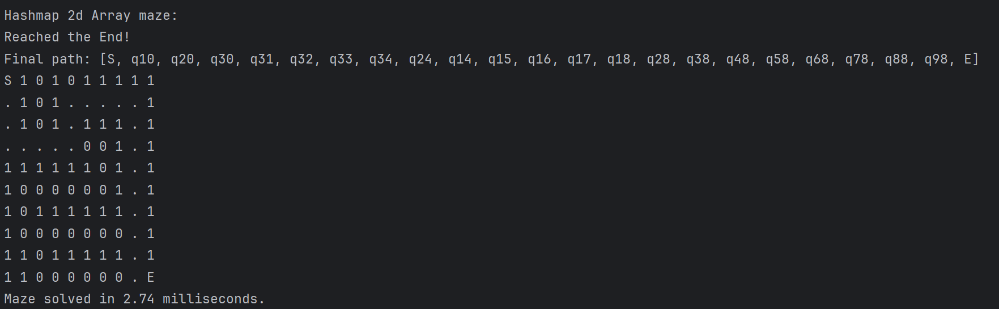 Hashmap 2d Array maze:
Reached the End!
Final path: [S, q10, q20, q30, q31, q32, q33, q34, q24, q14, q15, q16, q17, q18, q28, q38, q48, q58, q68, q78, q88, q98, E]
S 1 0 1 0 1 1 1 1 1
. 1 0 1 . . . . . 1
. 1 0 1 . 1 1 1 . 1
. . . . . 0 0 1 . 1
1 1 1 1 1 1 0 1 . 1
1 0 0 0 0 0 0 1 . 1
1 0 1 1 1 1 1 1 . 1
1 0 0 0 0 0 0 0 . 1
1 1 0 1 1 1 1 1 . 1
1 1 0 0 0 0 0 0 . E
Maze solved in 2.74 milliseconds.